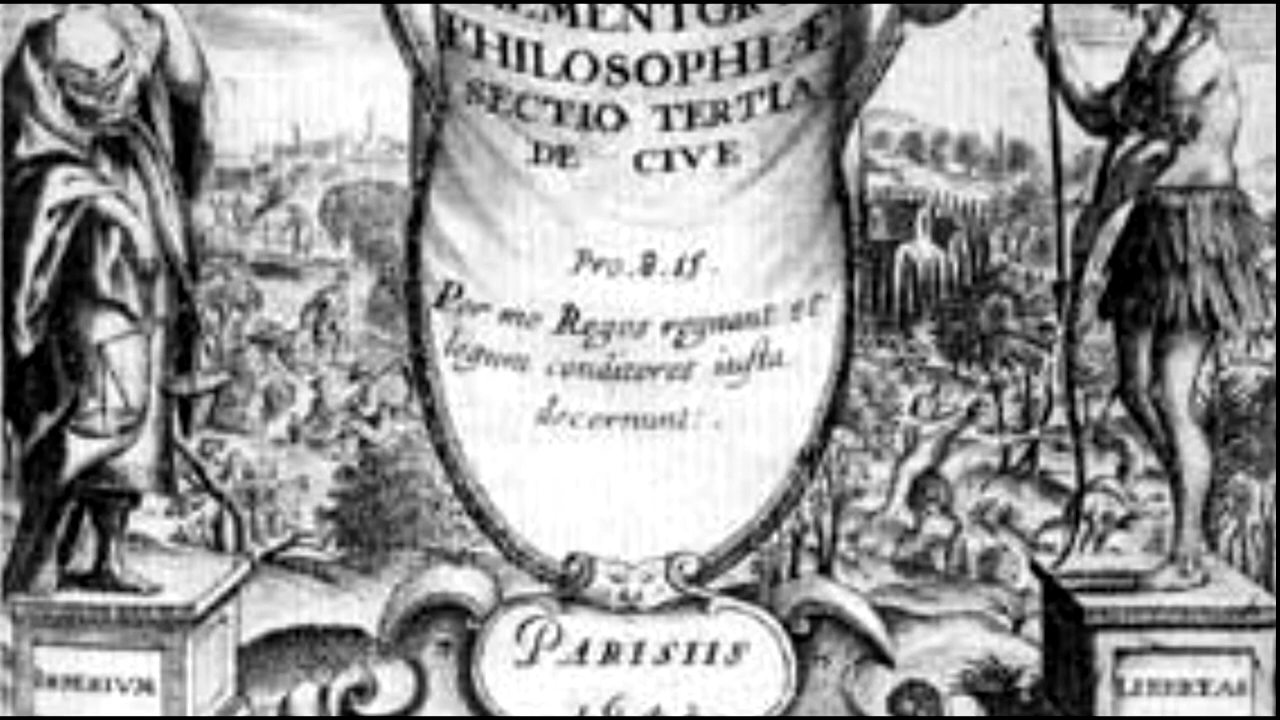 PHILOSOPHIÆ
SECTIO TERTIA
DE CIVE
Pro. 8. 15.
Per me Reges regnant et
legum conditores iusta
decernunt.
PARISIIS
IMPERIVM
LIBERTAS